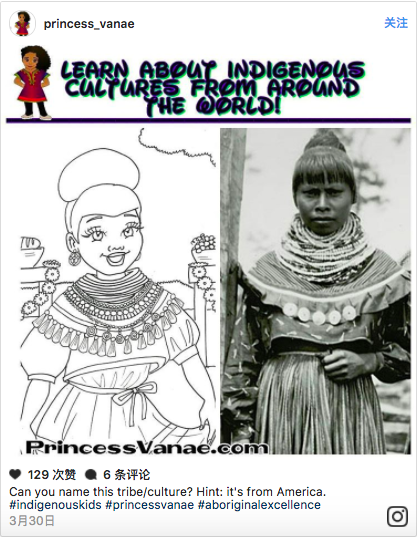 princess_vanae
关注
LEARN ABOUT INDIGENOUS
CULTURES FROM AROUND
THE WORLD!
PrincessVanae.com
129 次赞 6 条评论
Can you name this tribe/culture? Hint: it's from America.
#indigenouskids #princessvanae #aboriginalexcellence
3月30日